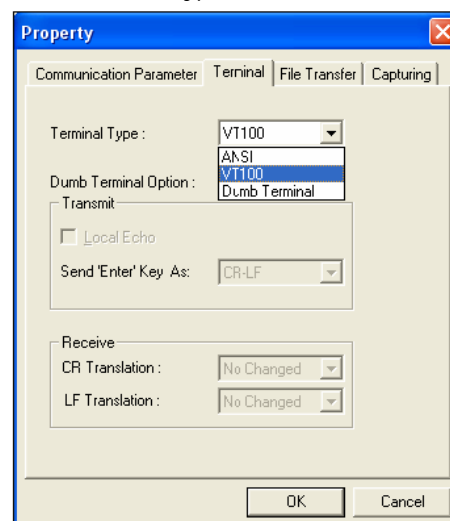 Property
Communication Parameter Terminal File Transfer Capturing
Terminal Type : VT100
ANSI
VT100
Dumb Terminal
Dumb Terminal Option :
Transmit
Local Echo
Send 'Enter' Key As: CR-LF
Receive
CR Translation : No Changed
LF Translation : No Changed
OK Cancel